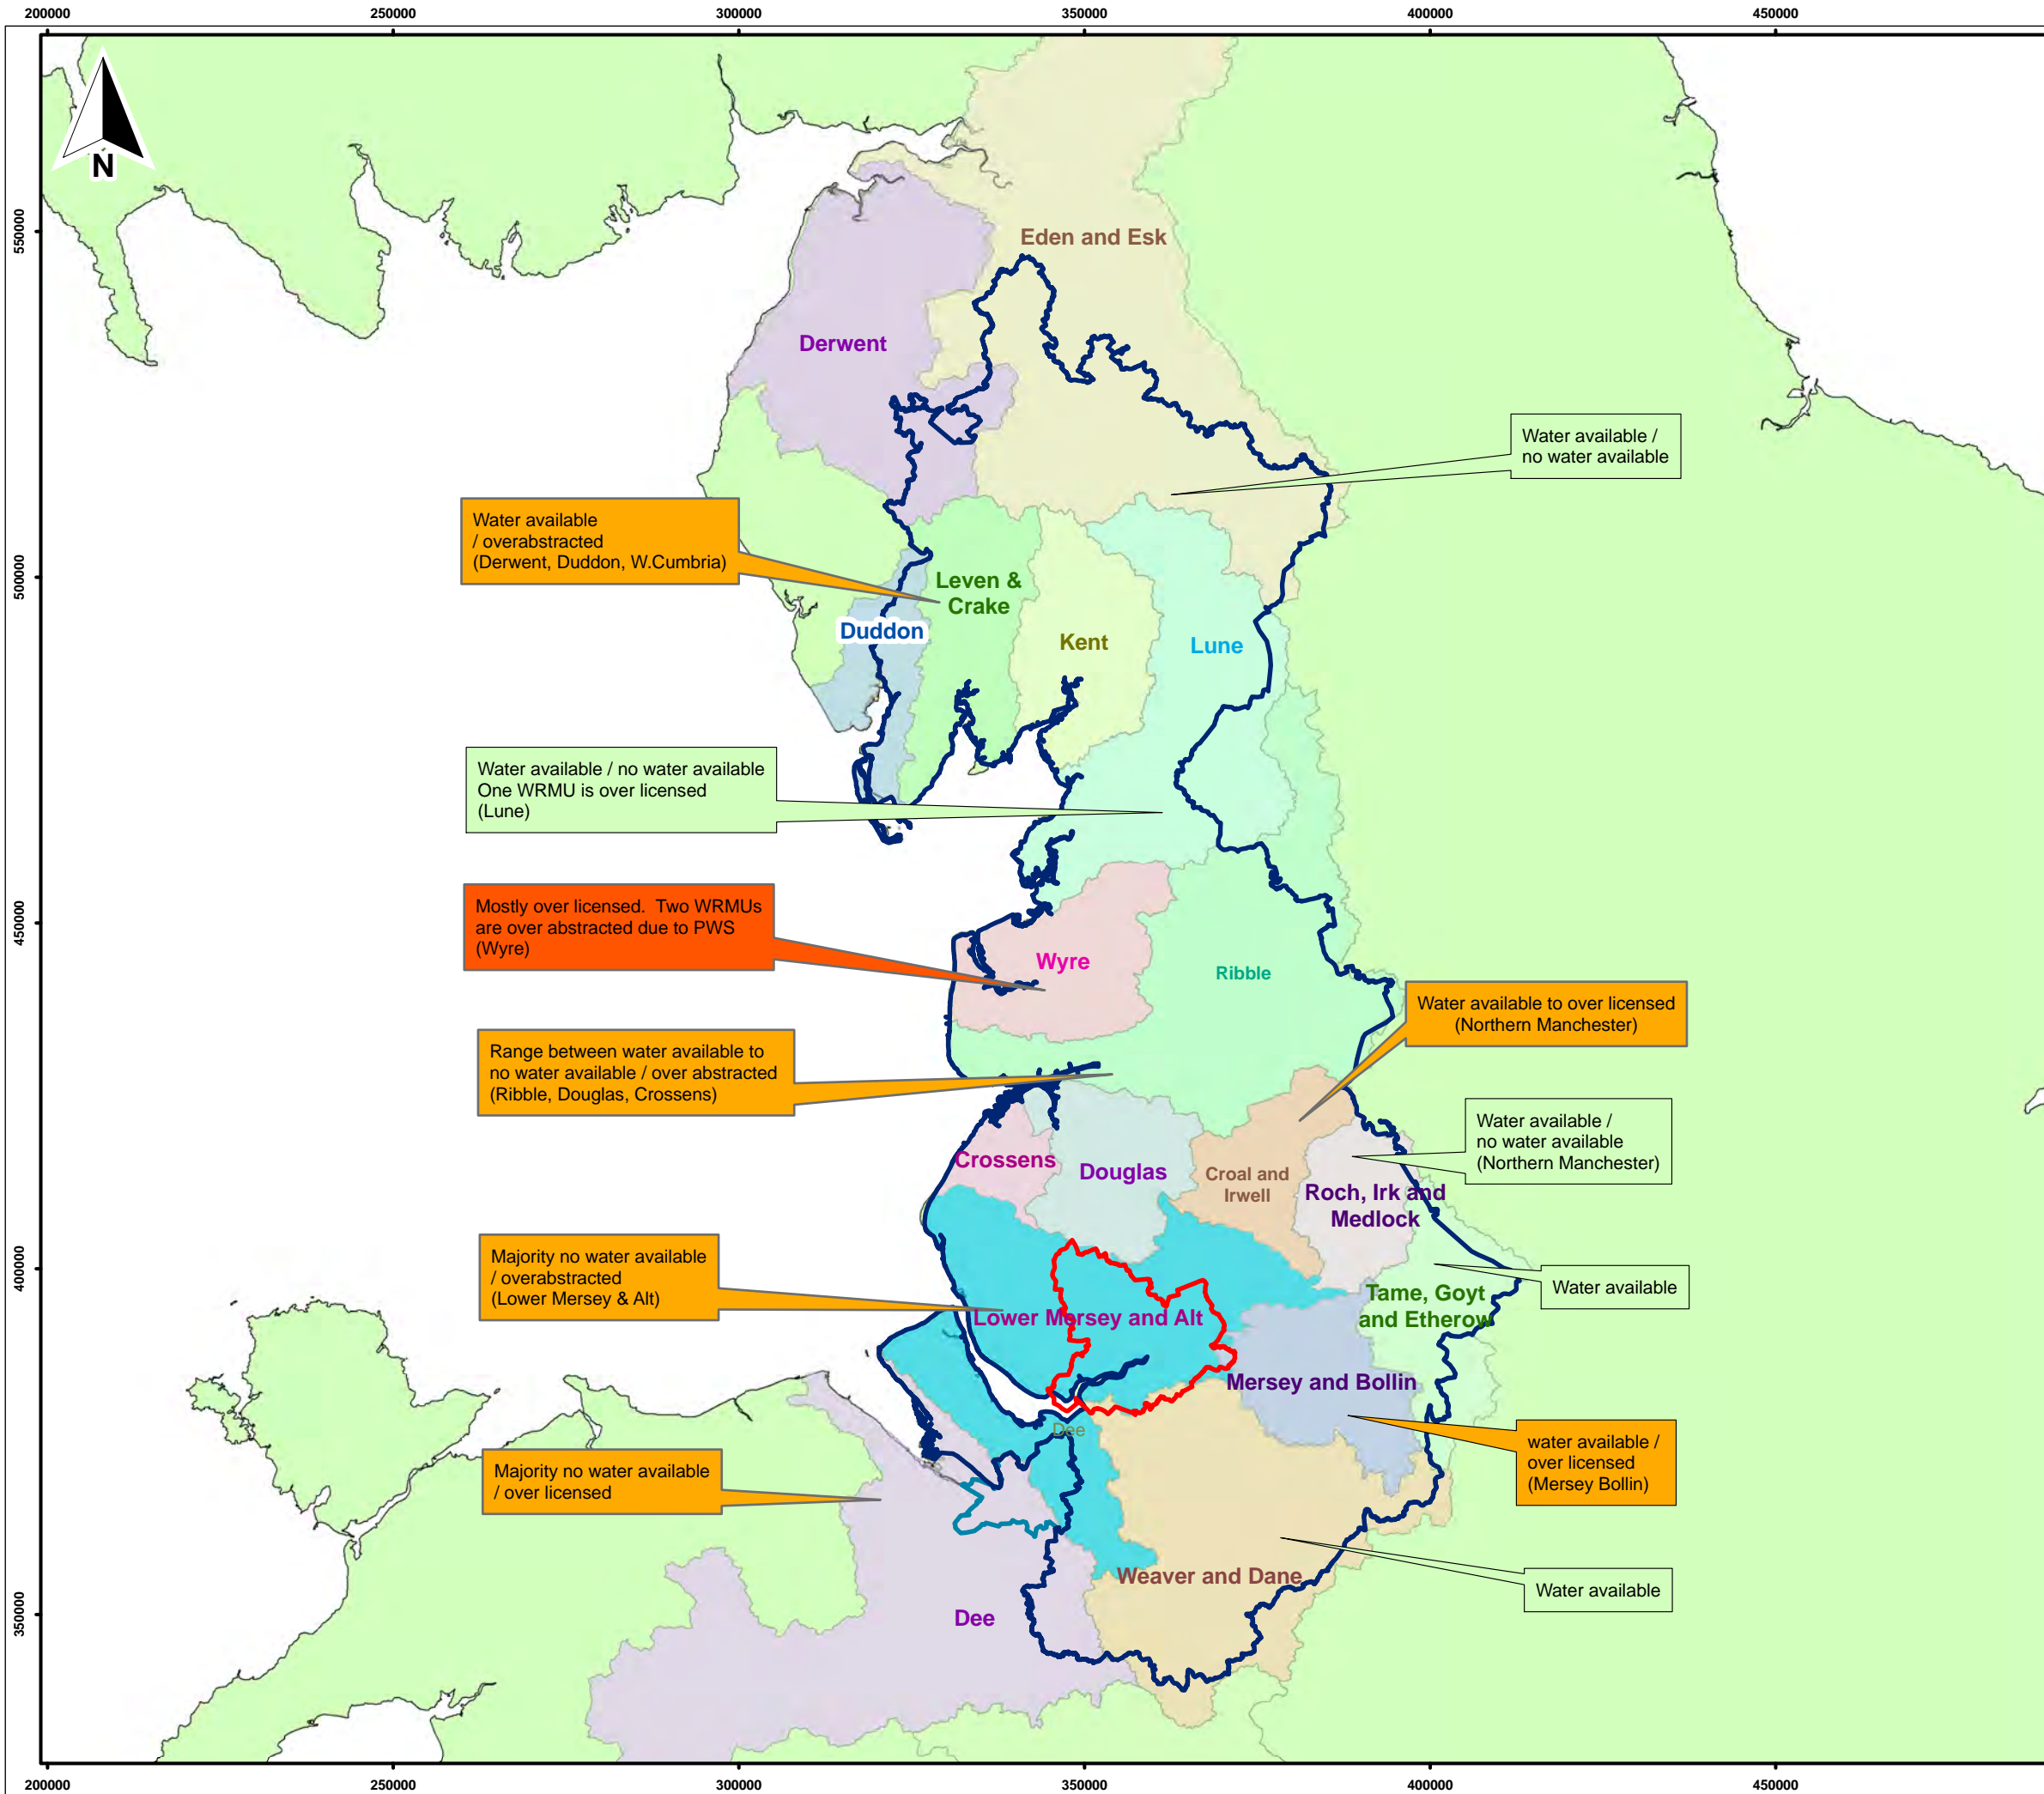 200000
250000
300000
350000
400000
450000
N
550000
500000
450000
400000
350000
Eden and Esk
Derwent
Water available /
no water available
Water available
/ overabstracted
(Derwent, Duddon, W.Cumbria)
Leven &
Crake
Duddon
Kent
Lune
Water available / no water available
One WRMU is over licensed
(Lune)
Mostly over licensed.  Two WRMUs
are over abstracted due to PWS
(Wyre)
Wyre
Ribble
Water available to over licensed
(Northern Manchester)
Range between water available to
no water available / over abstracted
(Ribble, Douglas, Crossens)
Water available /
no water available
(Northern Manchester)
Crossens
Douglas
Croal and
Irwell
Roch, Irk and
Medlock
Majority no water available
/ overabstracted
(Lower Mersey & Alt)
Water available
Tame, Goyt
and Etherow
Lower Mersey and Alt
Mersey and Bollin
Dee
water available /
over licensed
(Mersey Bollin)
Majority no water available
/ over licensed
Weaver and Dane
Water available
Dee
200000
250000
300000
350000
400000
450000